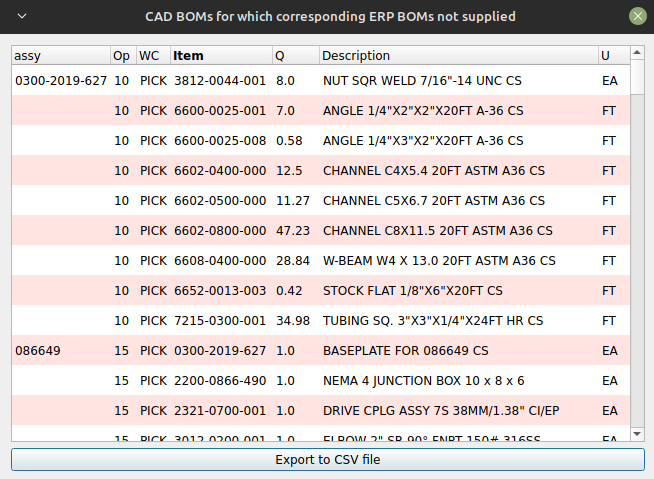 CAD BOMs for which corresponding ERP BOMs not supplied
assy Op WC Item Q Description U
0300-2019-627 10 PICK 3812-0044-001 8.0 NUT SQR WELD 7/16"-14 UNC CS EA
10 PICK 6600-0025-001 7.0 ANGLE 1/4"X2"X2"X20FT A-36 CS FT
10 PICK 6600-0025-008 0.58 ANGLE 1/4"X3"X2"X20FT A-36 CS FT
10 PICK 6602-0400-000 12.5 CHANNEL C4X5.4 20FT ASTM A36 CS FT
10 PICK 6602-0500-000 11.27 CHANNEL C5X6.7 20FT ASTM A36 CS FT
10 PICK 6602-0800-000 47.23 CHANNEL C8X11.5 20FT ASTM A36 CS FT
10 PICK 6608-0400-000 28.84 W-BEAM W4 X 13.0 20FT ASTM A36 CS FT
10 PICK 6652-0013-003 0.42 STOCK FLAT 1/8"X6"X20FT CS FT
10 PICK 7215-0300-001 34.98 TUBING SQ. 3"X3"X1/4"X24FT HR CS FT
086649 15 PICK 0300-2019-627 1.0 BASEPLATE FOR 086649 CS EA
15 PICK 2200-0866-490 1.0 NEMA 4 JUNCTION BOX 10 x 8 x 6 EA
15 PICK 2321-0700-001 1.0 DRIVE CPLG ASSY 7S 38MM/1.38" CI/EP EA
15 PICK 3012-0200-001 1.0 ELBOW 2" SR 90° FNPT 150# 316SS EA
Export to CSV file